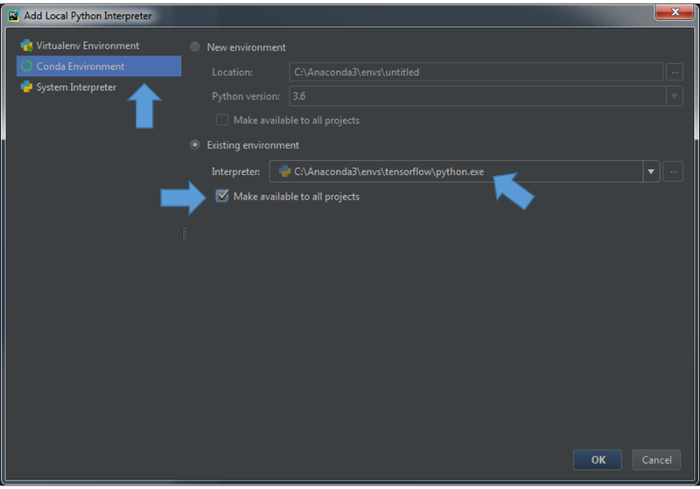 Add Local Python Interpreter
Virtualenv Environment
Conda Environment
System Interpreter
New environment
Location: C:\Anaconda3\envs\untitled ...
Python version: 3.6
Make available to all projects
Existing environment
Interpreter: C:\Anaconda3\envs\tensorflow\python.exe ...
Make available to all projects
OK Cancel